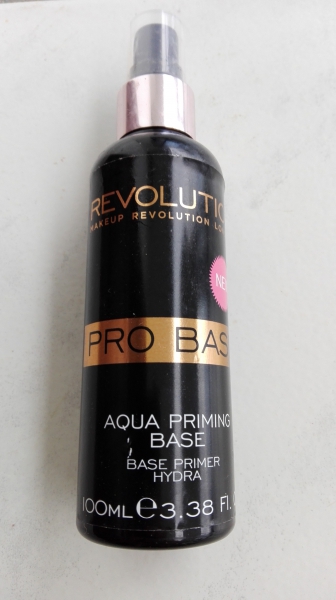 REVOLUTIO
MAKEUP REVOLUTION LO
NE
PRO BAS
AQUA PRIMING
BASE
BASE PRIMER
HYDRA
100ML e 3.38 FL.